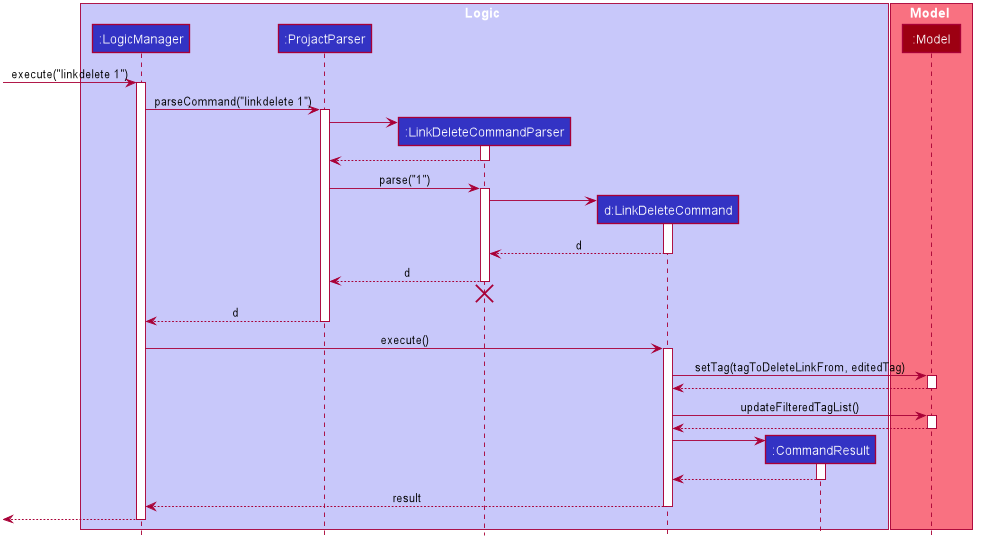 Logic
Model
:LogicManager
:ProjactParser
:Model
execute("linkdelete 1")
parseCommand("linkdelete 1")
:LinkDeleteCommandParser
parse("1")
d:LinkDeleteCommand
d
d
d
execute()
setTag(tagToDeleteLinkFrom, editedTag)
updateFilteredTagList()
:CommandResult
result